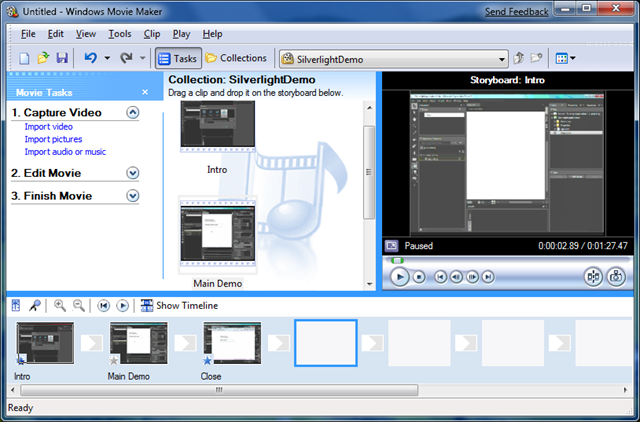 Untitled - Windows Movie Maker
Send Feedback
File Edit View Tools Clip Play Help
Tasks Collections SilverlightDemo
Movie Tasks
1. Capture Video
Import video
Import pictures
Import audio or music
2. Edit Movie
3. Finish Movie
Collection: SilverlightDemo
Drag a clip and drop it on the storyboard below.
Intro
Main Demo
Storyboard: Intro
Paused 0:00:02.89 / 0:01:27.47
Show Timeline
Intro Main Demo Close
Ready